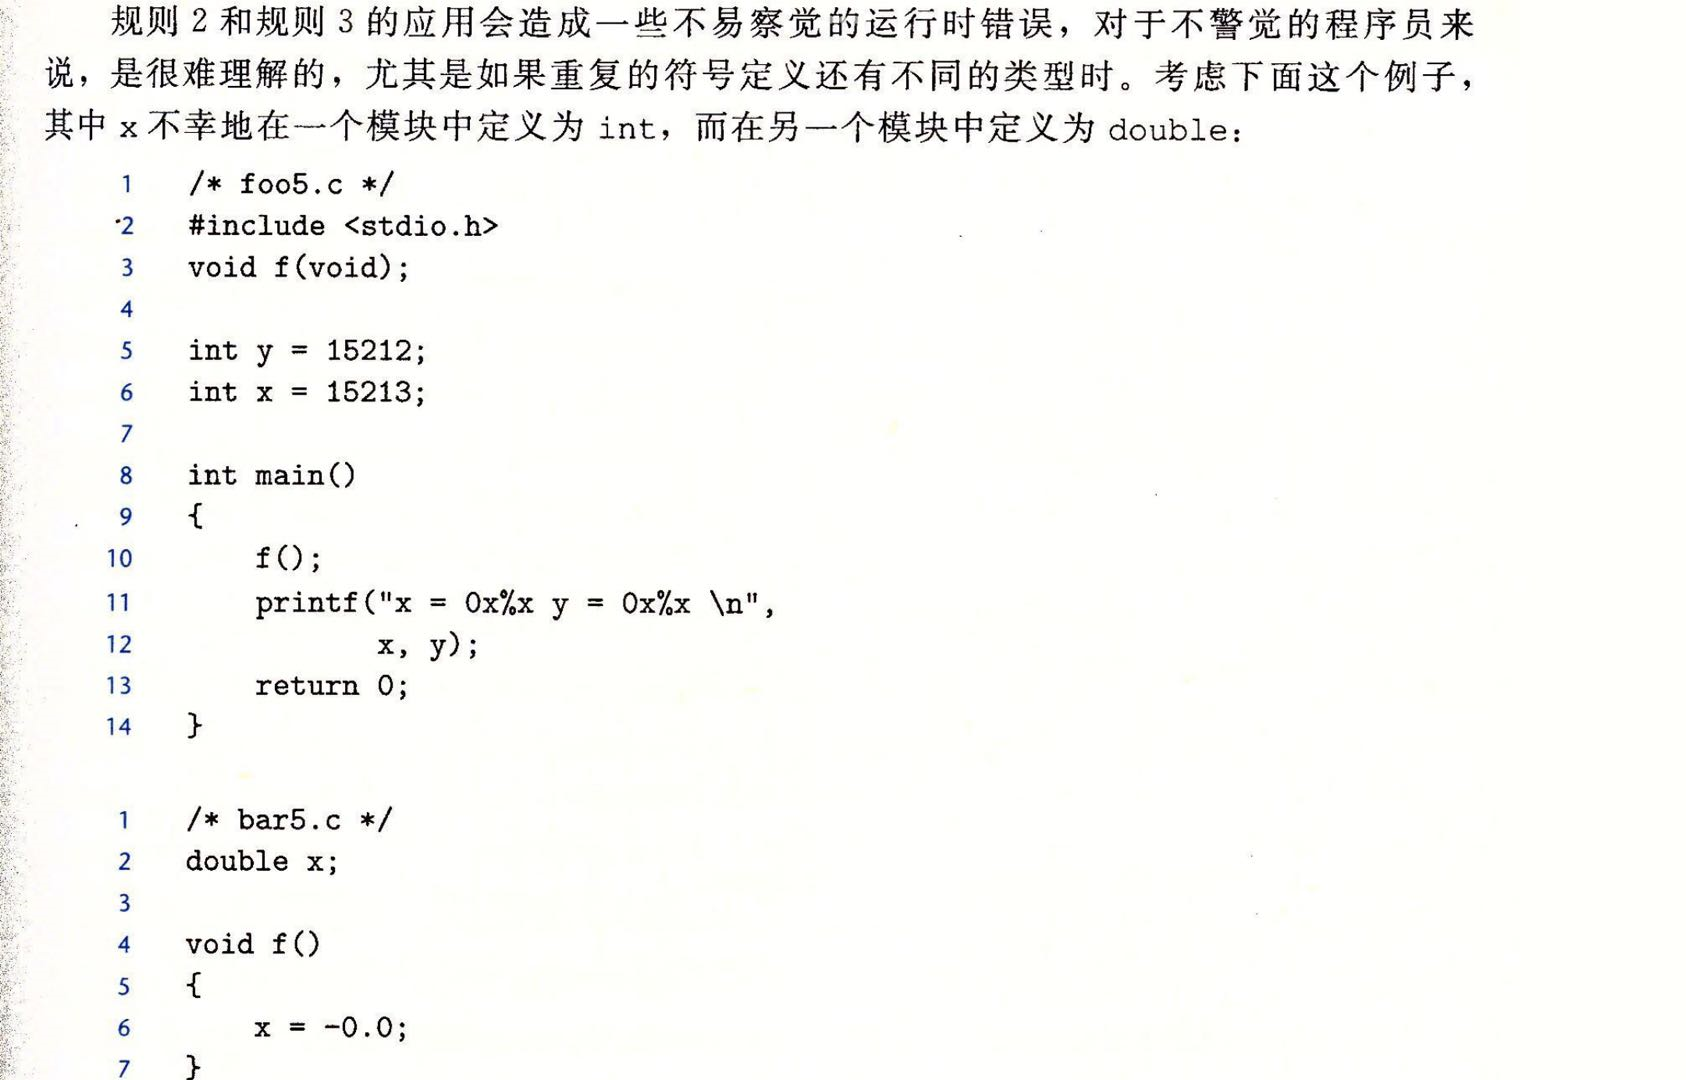 规则 2 和规则 3 的应用会造成一些不易察觉的运行时错误，对于不警觉的程序员来
说，是很难理解的，尤其是如果重复的符号定义还有不同的类型时。考虑下面这个例子，
其中 x 不幸地在一个模块中定义为 int，而在另一个模块中定义为 double：
1 /* foo5.c */
2 #include <stdio.h>
3 void f(void);
4
5 int y = 15212;
6 int x = 15213;
7
8 int main()
9 {
10     f();
11     printf("x = 0x%x y = 0x%x \n",
12            x, y);
13     return 0;
14 }
1 /* bar5.c */
2 double x;
3
4 void f()
5 {
6     x = -0.0;
7 }